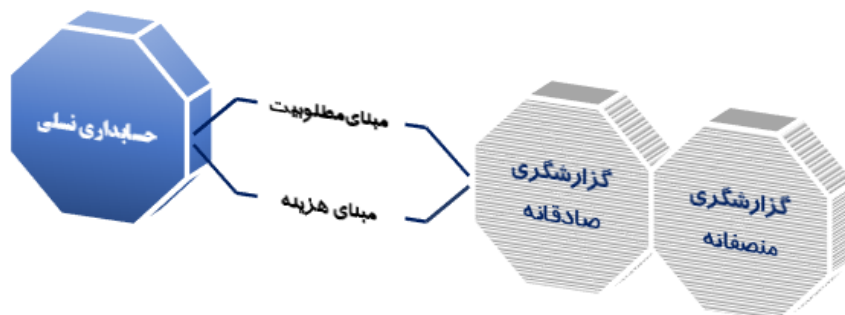 حسابداری نسلی
مبنای مطلوبیت
مبنای هزینه
گزارشگری
صادقانه
گزارشگری
منصفانه